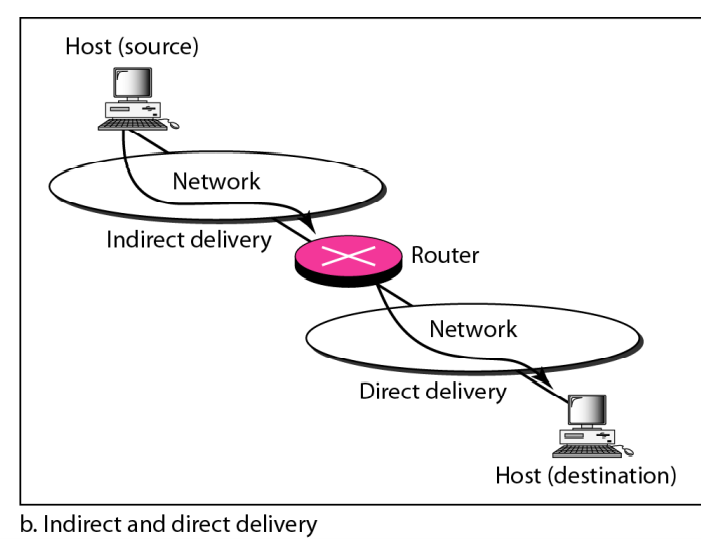 Host (source)
Network
Indirect delivery
Router
Network
Direct delivery
Host (destination)
b. Indirect and direct delivery